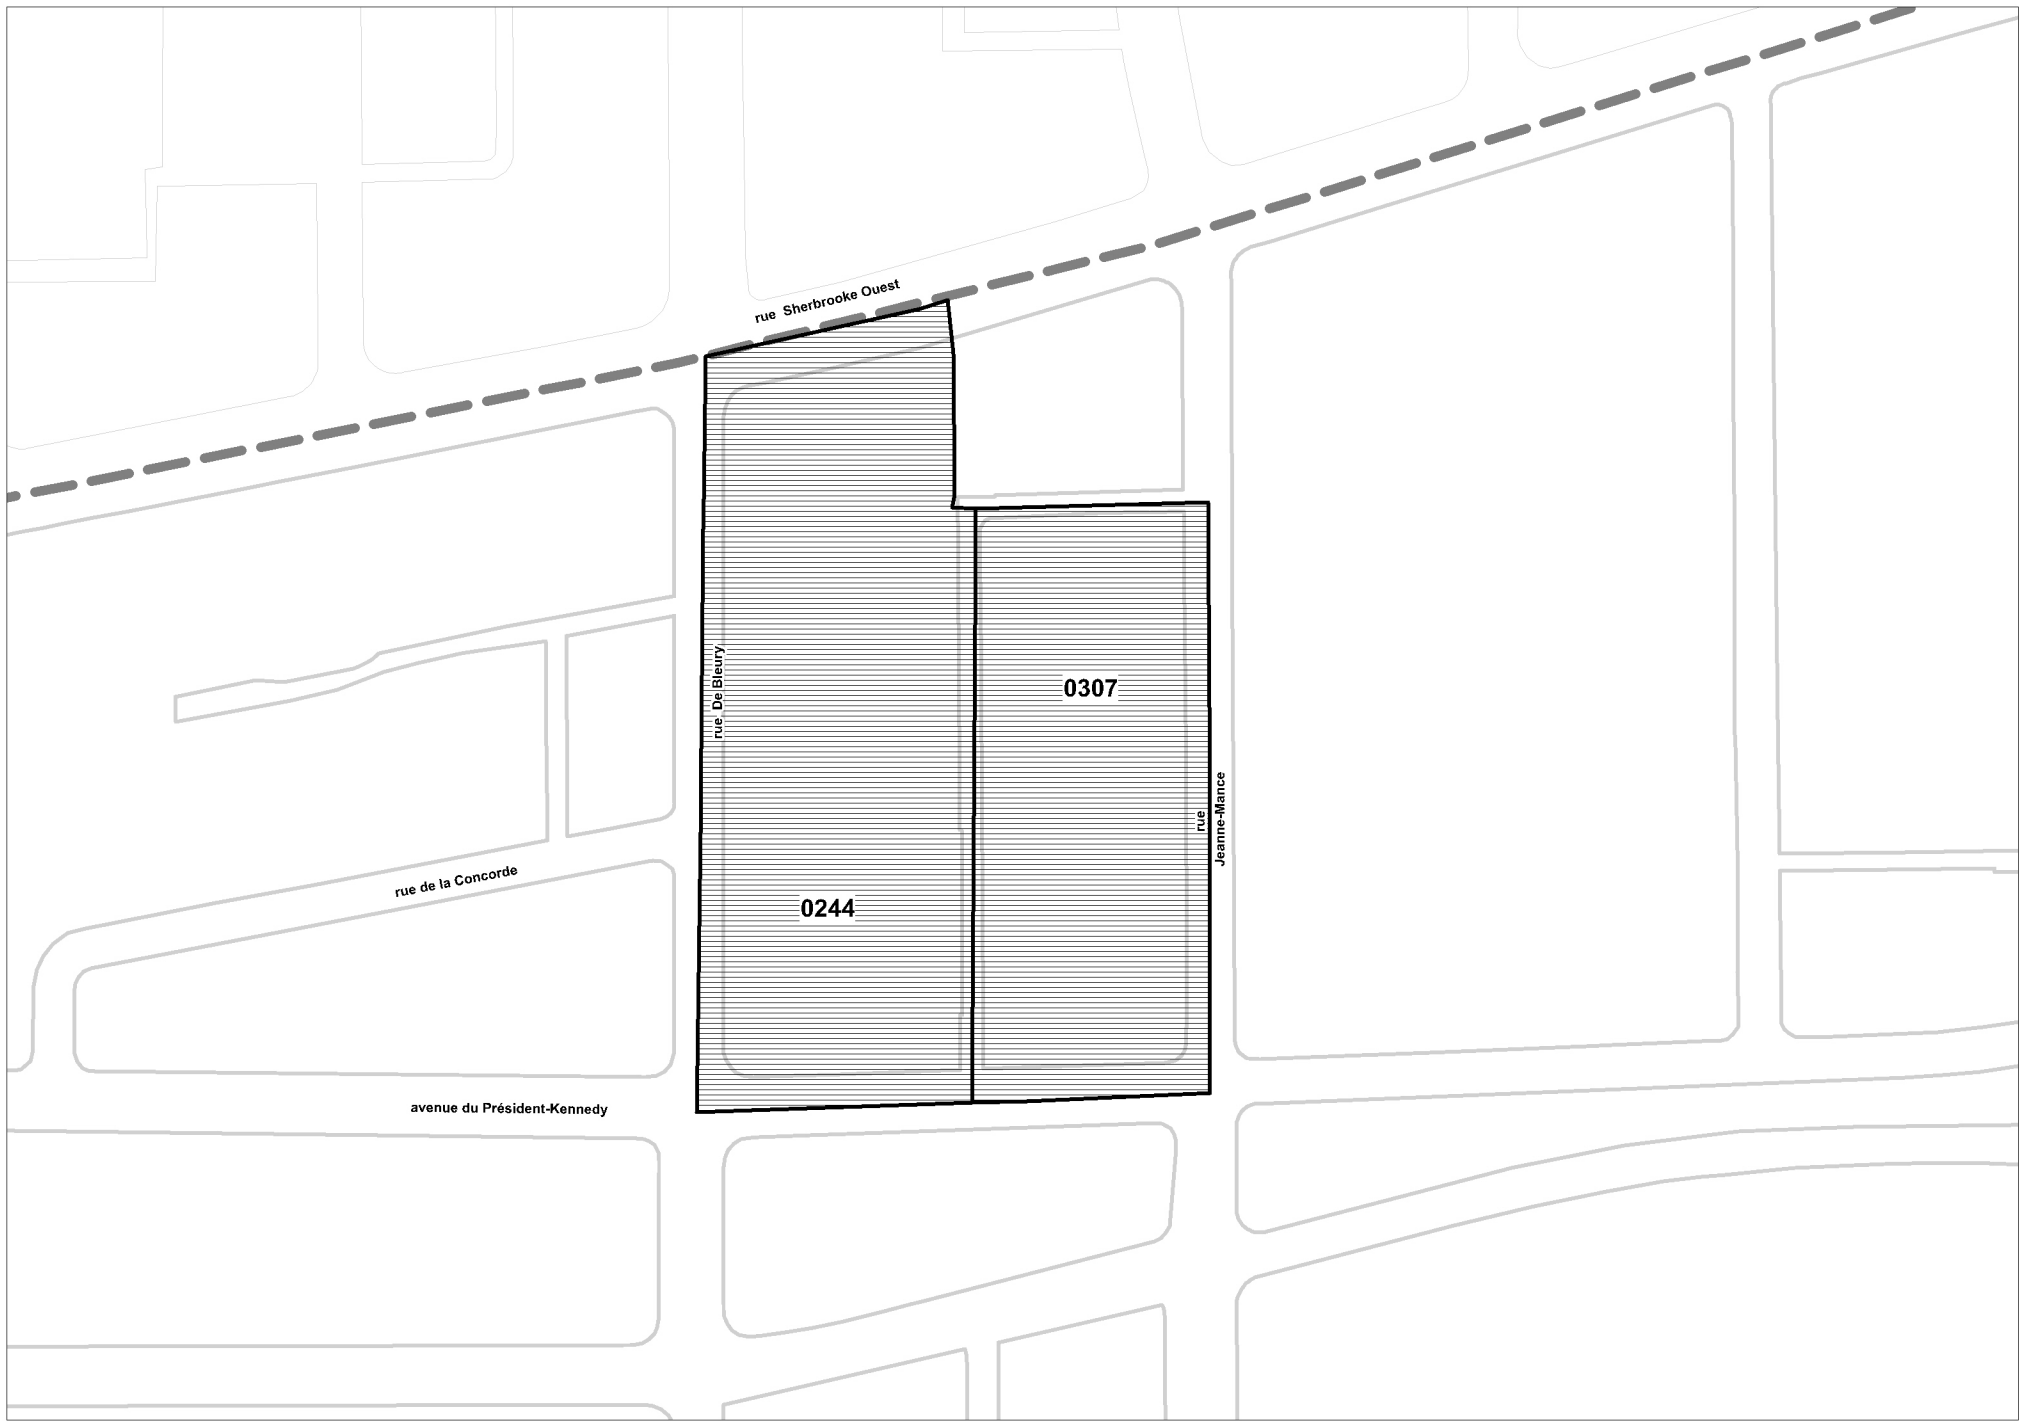 rue Sherbrooke Ouest
rue De Bleury
0307
rue
Jeanne-Mance
rue de la Concorde
0244
avenue du Président-Kennedy